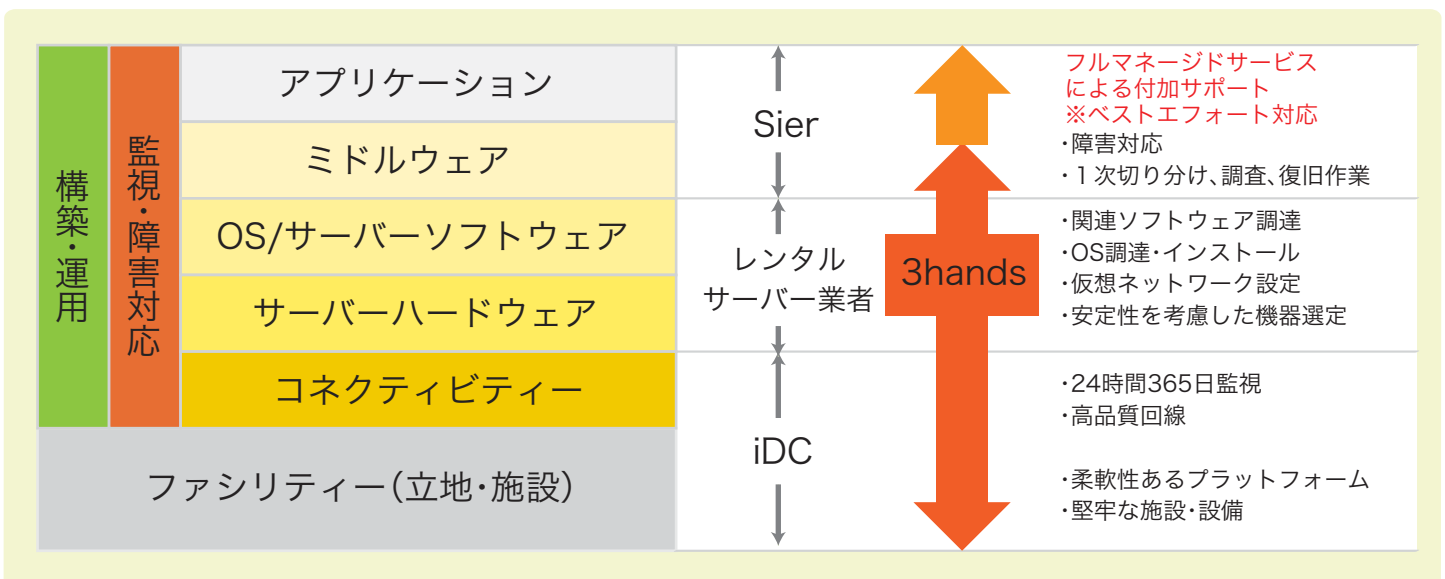 構築・運用
監視・障害対応
アプリケーション
ミドルウェア
OS/サーバーソフトウェア
サーバーハードウェア
コネクティビティー
ファシリティー（立地・施設）
Sier
レンタル
サーバー業者
iDC
3hands
フルマネージドサービス
による付加サポート
※ベストエフォート対応
・障害対応
・１次切り分け、調査、復旧作業
・関連ソフトウェア調達
・OS調達・インストール
・仮想ネットワーク設定
・安定性を考慮した機器選定
・24時間365日監視
・高品質回線
・柔軟性あるプラットフォーム
・堅牢な施設・設備